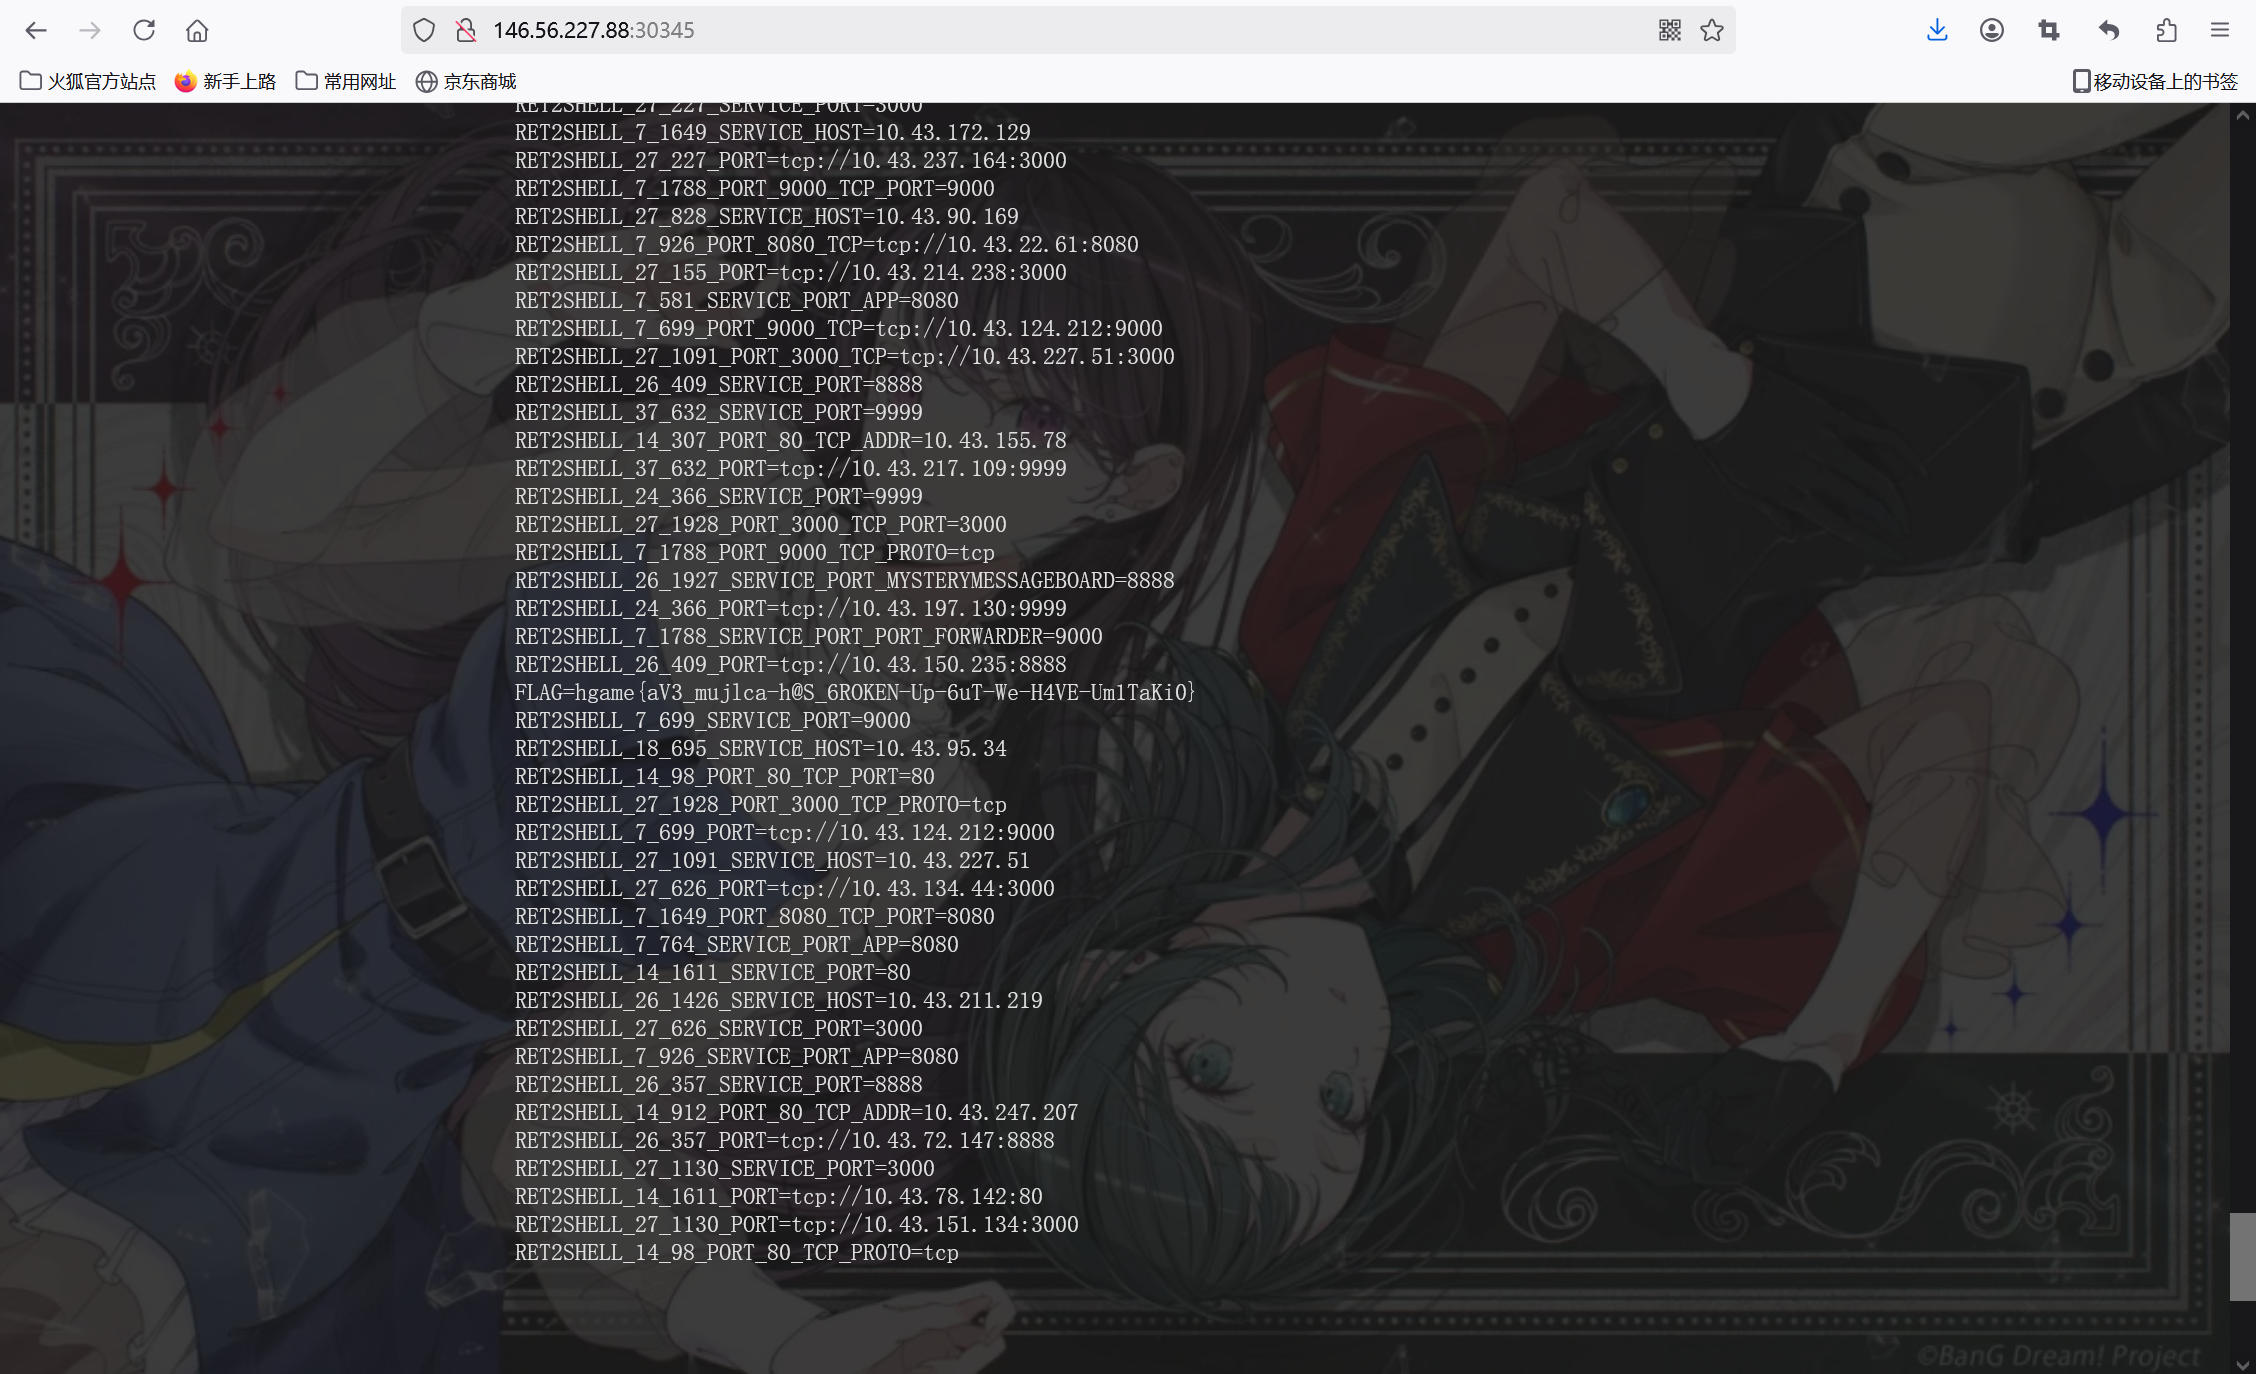 146.56.227.88:30345
火狐官方站点 新手上路 常用网址 京东商城 移动设备上的书签
RET2SHELL_27_227_SERVICE_PORT=3000
RET2SHELL_7_1649_SERVICE_HOST=10.43.172.129
RET2SHELL_27_227_PORT=tcp://10.43.237.164:3000
RET2SHELL_7_1788_PORT_9000_TCP_PORT=9000
RET2SHELL_27_828_SERVICE_HOST=10.43.90.169
RET2SHELL_7_926_PORT_8080_TCP=tcp://10.43.22.61:8080
RET2SHELL_27_155_PORT=tcp://10.43.214.238:3000
RET2SHELL_7_581_SERVICE_PORT_APP=8080
RET2SHELL_7_699_PORT_9000_TCP=tcp://10.43.124.212:9000
RET2SHELL_27_1091_PORT_3000_TCP=tcp://10.43.227.51:3000
RET2SHELL_26_409_SERVICE_PORT=8888
RET2SHELL_37_632_SERVICE_PORT=9999
RET2SHELL_14_307_PORT_80_TCP_ADDR=10.43.155.78
RET2SHELL_37_632_PORT=tcp://10.43.217.109:9999
RET2SHELL_24_366_SERVICE_PORT=9999
RET2SHELL_27_1928_PORT_3000_TCP_PORT=3000
RET2SHELL_7_1788_PORT_9000_TCP_PROTO=tcp
RET2SHELL_26_1927_SERVICE_PORT_MYSTERYMESSAGEBOARD=8888
RET2SHELL_24_366_PORT=tcp://10.43.197.130:9999
RET2SHELL_7_1788_SERVICE_PORT_PORT_FORWARDER=9000
RET2SHELL_26_409_PORT=tcp://10.43.150.235:8888
FLAG=hgame{aV3_mujlca-h@S_6ROKEN-Up-6uT-We-H4VE-Um1TaKi0}
RET2SHELL_7_699_SERVICE_PORT=9000
RET2SHELL_18_695_SERVICE_HOST=10.43.95.34
RET2SHELL_14_98_PORT_80_TCP_PORT=80
RET2SHELL_27_1928_PORT_3000_TCP_PROTO=tcp
RET2SHELL_7_699_PORT=tcp://10.43.124.212:9000
RET2SHELL_27_1091_SERVICE_HOST=10.43.227.51
RET2SHELL_27_626_PORT=tcp://10.43.134.44:3000
RET2SHELL_7_1649_PORT_8080_TCP_PORT=8080
RET2SHELL_7_764_SERVICE_PORT_APP=8080
RET2SHELL_14_1611_SERVICE_PORT=80
RET2SHELL_26_1426_SERVICE_HOST=10.43.211.219
RET2SHELL_27_626_SERVICE_PORT=3000
RET2SHELL_7_926_SERVICE_PORT_APP=8080
RET2SHELL_26_357_SERVICE_PORT=8888
RET2SHELL_14_912_PORT_80_TCP_ADDR=10.43.247.207
RET2SHELL_26_357_PORT=tcp://10.43.72.147:8888
RET2SHELL_27_1130_SERVICE_PORT=3000
RET2SHELL_14_1611_PORT=tcp://10.43.78.142:80
RET2SHELL_27_1130_PORT=tcp://10.43.151.134:3000
RET2SHELL_14_98_PORT_80_TCP_PROTO=tcp
©BanG Dream! Project